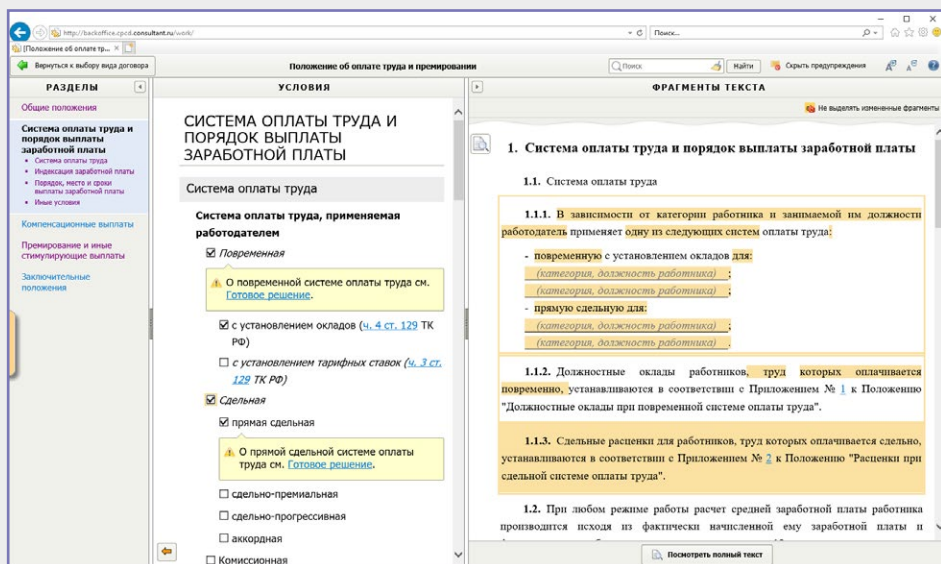 http://backoffice.cpcd.consultant.ru/work/
Поиск...
(Положение об оплате тр...
Вернуться к выбору вида договора
Положение об оплате труда и премировании
Поиск
Найти
Скрыть предупреждения
РАЗДЕЛЫ
УСЛОВИЯ
ФРАГМЕНТЫ ТЕКСТА
Не выделять измененные фрагменты
Общие положения
Система оплаты труда и
порядок выплаты
заработной платы
Система оплаты труда
Индексация заработной платы
Порядок, место и сроки
выплаты заработной платы
Иные условия
Компенсационные выплаты
Премирование и иные
стимулирующие выплаты
Заключительные
положения
СИСТЕМА ОПЛАТЫ ТРУДА И
ПОРЯДОК ВЫПЛАТЫ
ЗАРАБОТНОЙ ПЛАТЫ
Система оплаты труда
Система оплаты труда, применяемая
работодателем
Повременная
О повременной системе оплаты труда см.
Готовое решение.
с установлением окладов (ч. 4 ст. 129 ТК
РФ)
с установлением тарифных ставок (ч. 3 ст.
129 ТК РФ)
Сдельная
прямая сдельная
О прямой сдельной системе оплаты
труда см. Готовое решение.
сдельно-премиальная
сдельно-прогрессивная
аккордная
Комиссионная
1. Система оплаты труда и порядок выплаты заработной платы
1.1. Система оплаты труда
1.1.1. В зависимости от категории работника и занимаемой им должности
работодатель применяет одну из следующих систем оплаты труда:
- повременную с установлением окладов для:
(категория, должность работника) ;
(категория, должность работника) ;
- прямую сдельную для:
(категория, должность работника) ;
(категория, должность работника) .
1.1.2. Должностные оклады работников, труд которых оплачивается
повременно, устанавливаются в соответствии с Приложением № 1 к Положению
"Должностные оклады при повременной системе оплаты труда".
1.1.3. Сдельные расценки для работников, труд которых оплачивается сдельно,
устанавливаются в соответствии с Приложением № 2 к Положению "Расценки при
сдельной системе оплаты труда".
1.2. При любом режиме работы расчет средней заработной платы работника
производится исходя из фактически начисленной ему заработной платы и
Посмотреть полный текст